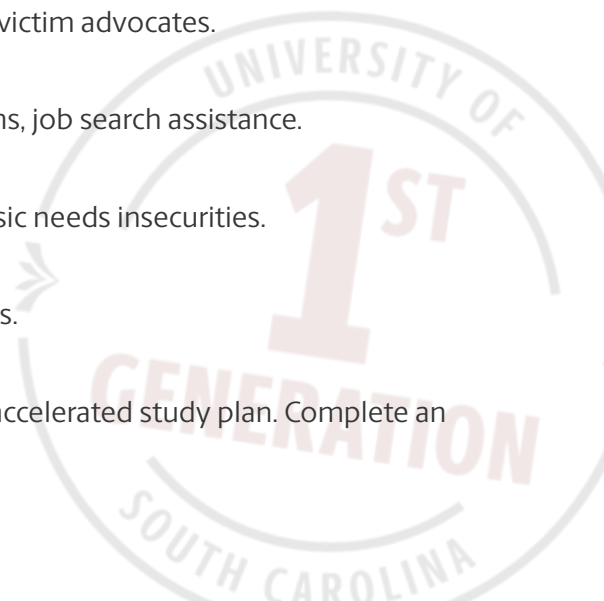 victim advocates.
UNIVERSITY OF
ns, job search assistance.
1ST
sic needs insecurities.
s.
GENERATION
accelerated study plan. Complete an
SOUTH CAROLINA